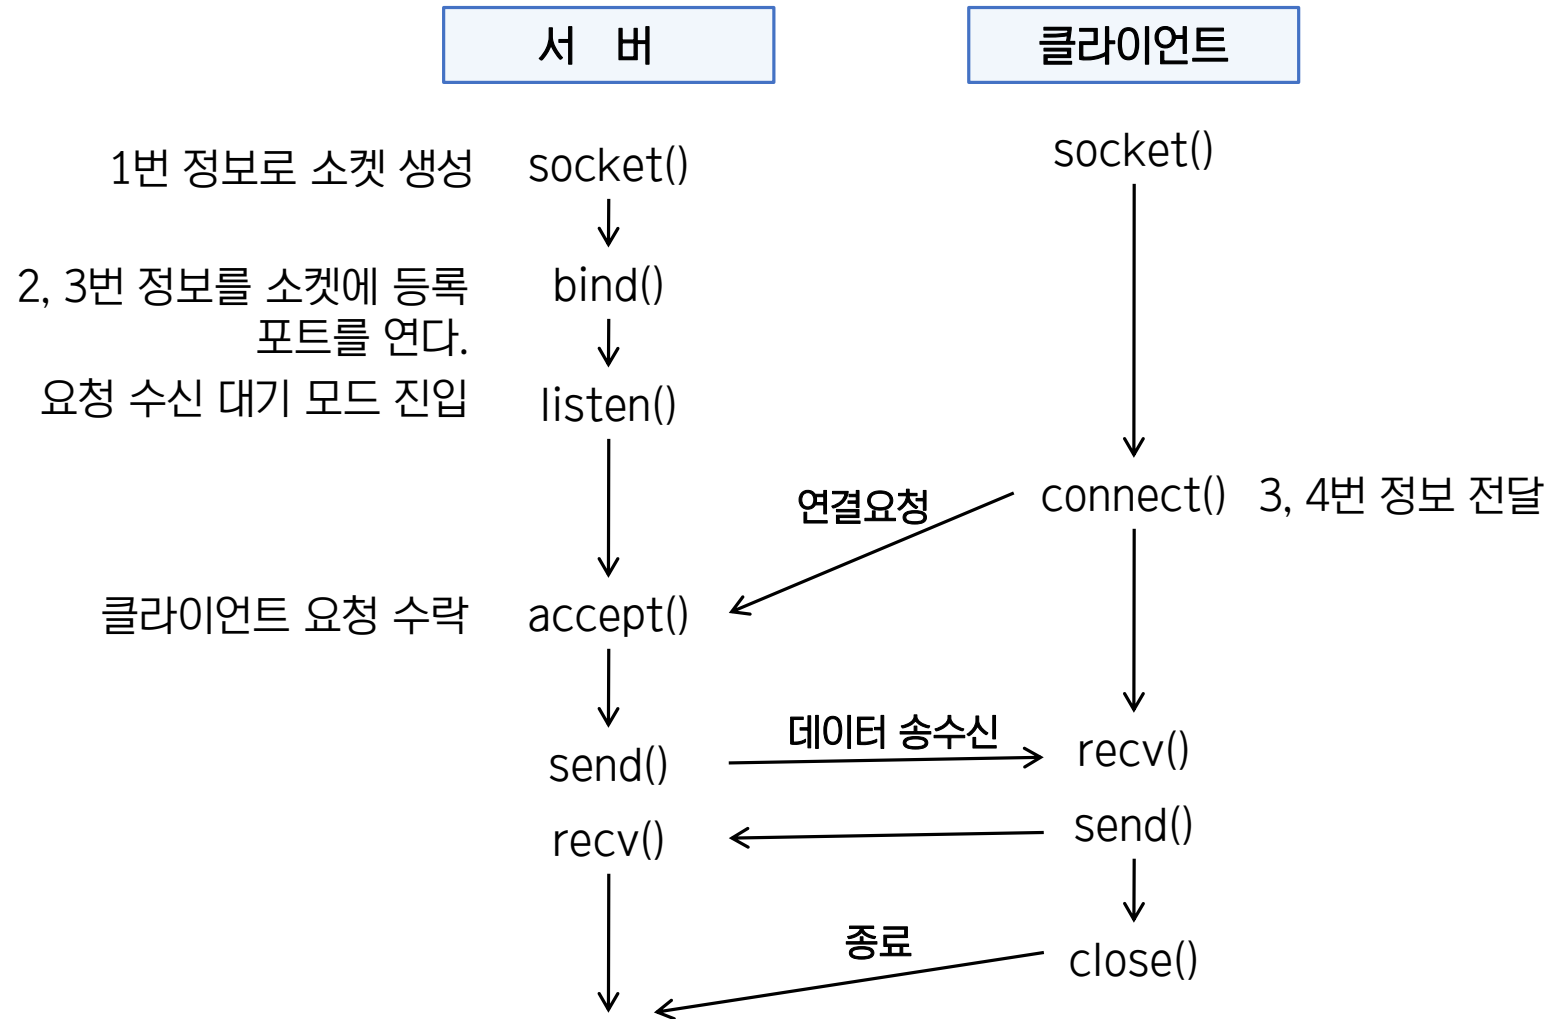 서 버
클라이언트
1번 정보로 소켓 생성
socket()
socket()
2, 3번 정보를 소켓에 등록
포트를 연다.
bind()
요청 수신 대기 모드 진입
listen()
연결요청
connect()
3, 4번 정보 전달
클라이언트 요청 수락
accept()
데이터 송수신
send()
recv()
recv()
send()
종료
close()